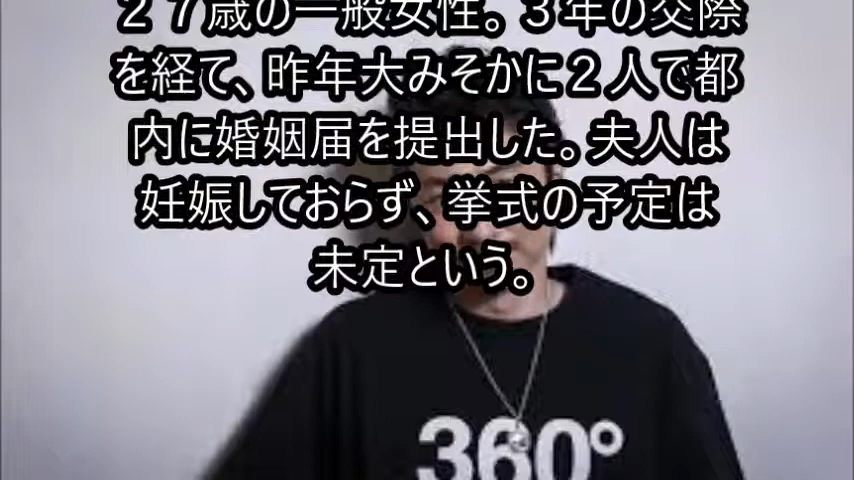 ２７歳の一般女性。３年の交際
を経て、昨年大みそかに２人で都
内に婚姻届を提出した。夫人は
妊娠しておらず、挙式の予定は
未定という。
360°